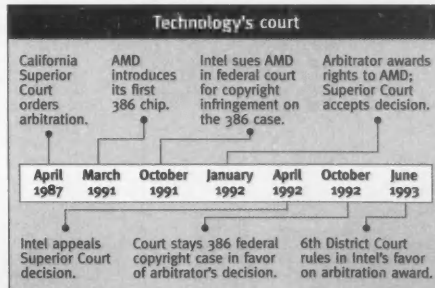 Technology's court
California
Superior
Court
orders
arbitration.
AMD
introduces
its first
386 chip.
Intel sues AMD
in federal court
for copyright
infringement on
the 386 case.
Arbitrator awards
rights to AMD;
Superior Court
accepts decision.
April
1987
March
1991
October
1991
January
1992
April
1992
October
1992
June
1993
Intel appeals
Superior Court
decision.
Court stays 386 federal
copyright case in favor
of arbitrator's decision.
6th District Court
rules in Intel's favor
on arbitration award.